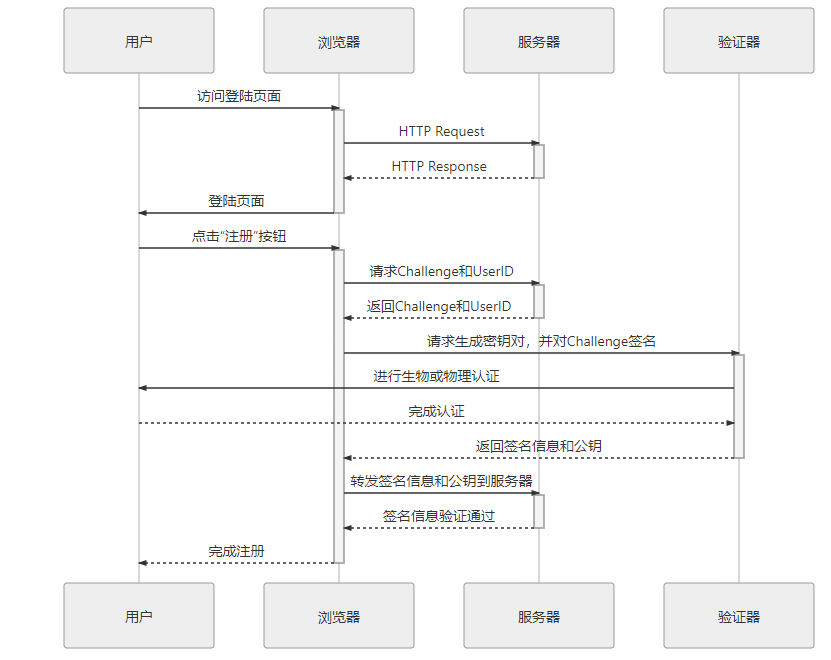 用户 浏览器 服务器 验证器
访问登陆页面
HTTP Request
HTTP Response
登陆页面
点击“注册”按钮
请求Challenge和UserID
返回Challenge和UserID
请求生成密钥对，并对Challenge签名
进行生物或物理认证
完成认证
返回签名信息和公钥
转发签名信息和公钥到服务器
签名信息验证通过
完成注册
用户 浏览器 服务器 验证器